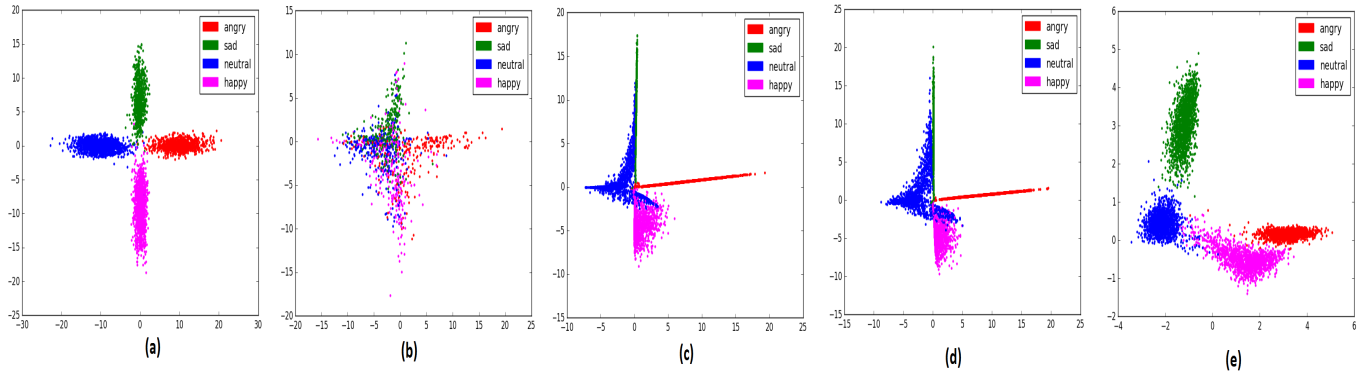 20
15
10
5
0
−5
−10
−15
−20
−25
−30 −20 −10 0 10 20 30
angry
sad
neutral
happy
(a)
15
10
5
0
−5
−10
−15
−20
−20 −15 −10 −5 0 5 10 15 20 25
angry
sad
neutral
happy
(b)
20
15
10
5
0
−5
−10
−15
−10 −5 0 5 10 15 20 25
angry
sad
neutral
happy
(c)
25
20
15
10
5
0
−5
−10
−15
−15 −10 −5 0 5 10 15 20 25
angry
sad
neutral
happy
(d)
6
5
4
3
2
1
0
−1
−2
−4 −2 0 2 4 6
angry
sad
neutral
happy
(e)